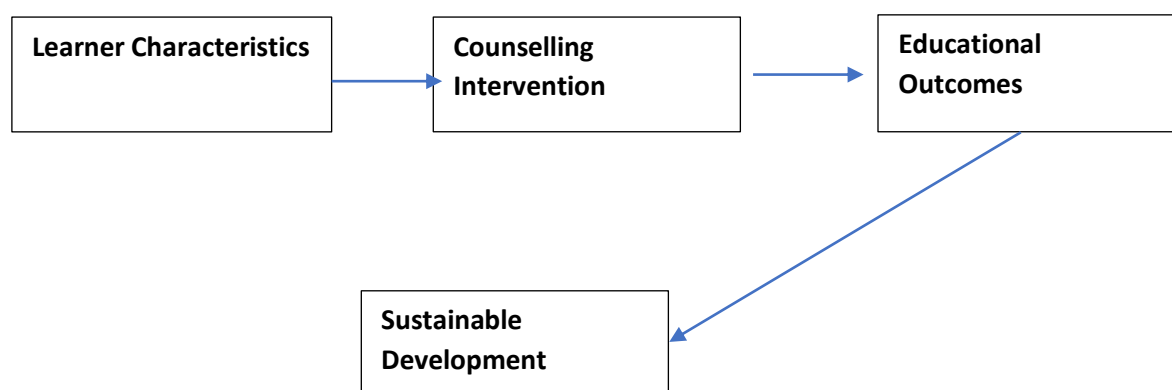 Learner Characteristics
Counselling
Intervention
Educational
Outcomes
Sustainable
Development